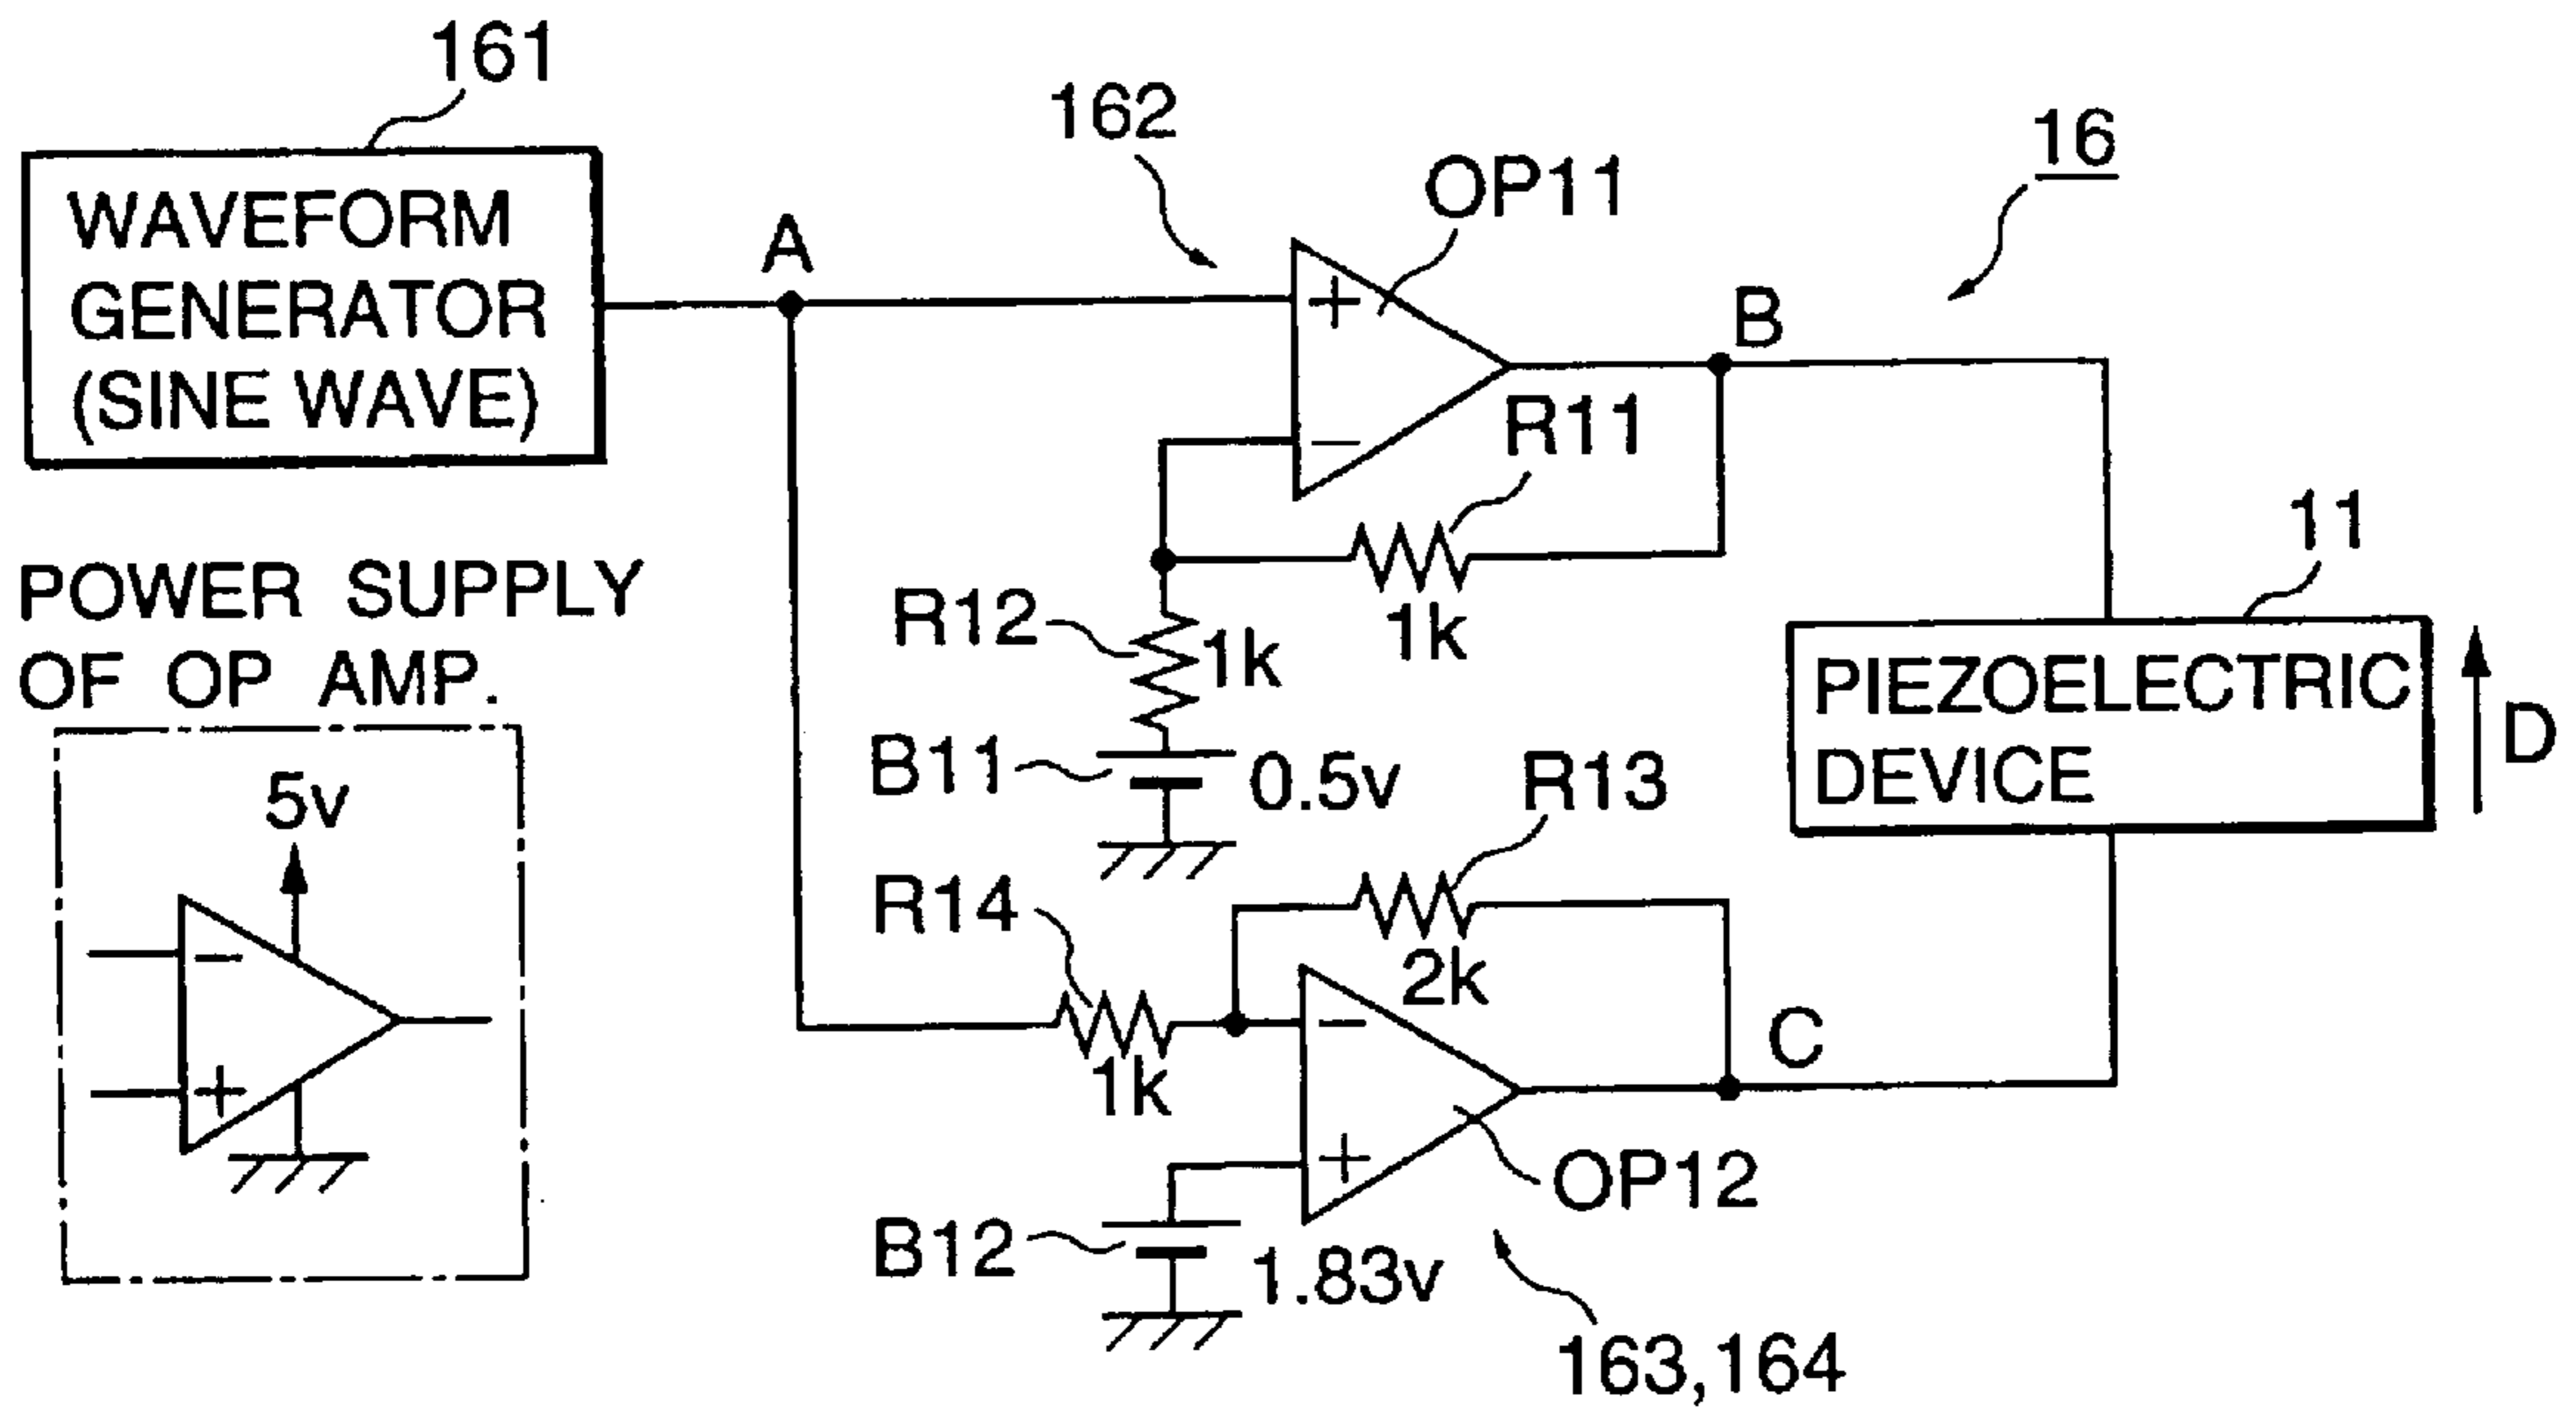 161
WAVEFORM
GENERATOR
(SINE WAVE)
A
162
OP11
16
B
R11
1k
R12
1k
B11
0.5v
11
PIEZOELECTRIC
DEVICE
D
POWER SUPPLY
OF OP AMP.
5v
−
+
+
−
R13
2k
R14
1k
−
+
C
OP12
B12
1.83v
163,164